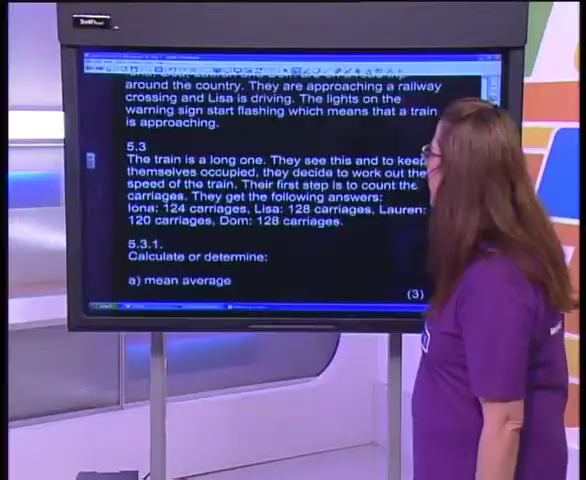 around the country. They are approaching a railway
crossing and Lisa is driving. The lights on the
warning sign start flashing which means that a train
is approaching.
5.3
The train is a long one. They see this and to keep
themselves occupied, they decide to work out the
speed of the train. Their first step is to count the
carriages. They get the following answers:
Iona: 124 carriages, Lisa: 128 carriages, Lauren:
120 carriages, Dom: 128 carriages.
5.3.1.
Calculate or determine:
a) mean average
(3)